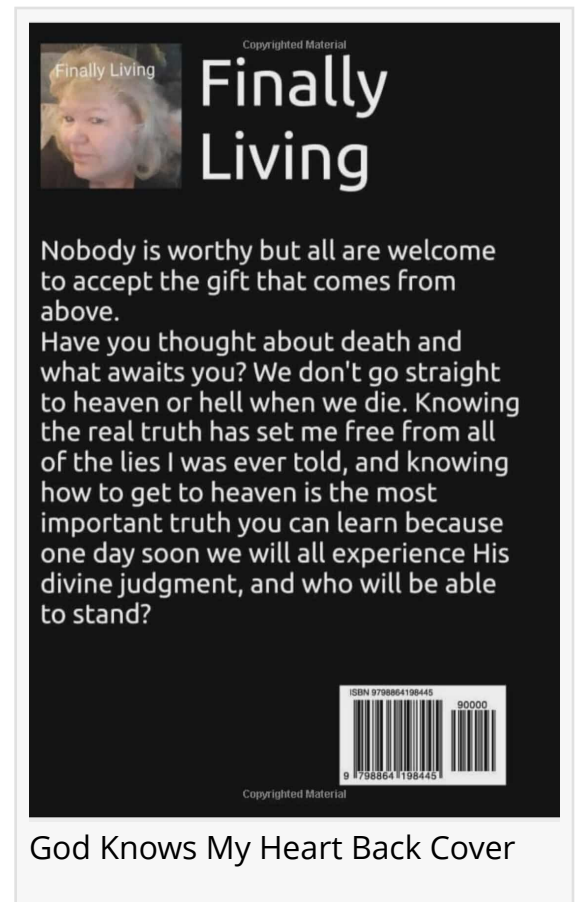 Copyrighted Material
Finally Living
Finally
Living
Nobody is worthy but all are welcome
to accept the gift that comes from
above.
Have you thought about death and
what awaits you? We don't go straight
to heaven or hell when we die. Knowing
the real truth has set me free from all
of the lies I was ever told, and knowing
how to get to heaven is the most
important truth you can learn because
one day soon we will all experience His
divine judgment, and who will be able
to stand?
ISBN 9798864198445
90000
9 798864 198445
Copyrighted Material
God Knows My Heart Back Cover